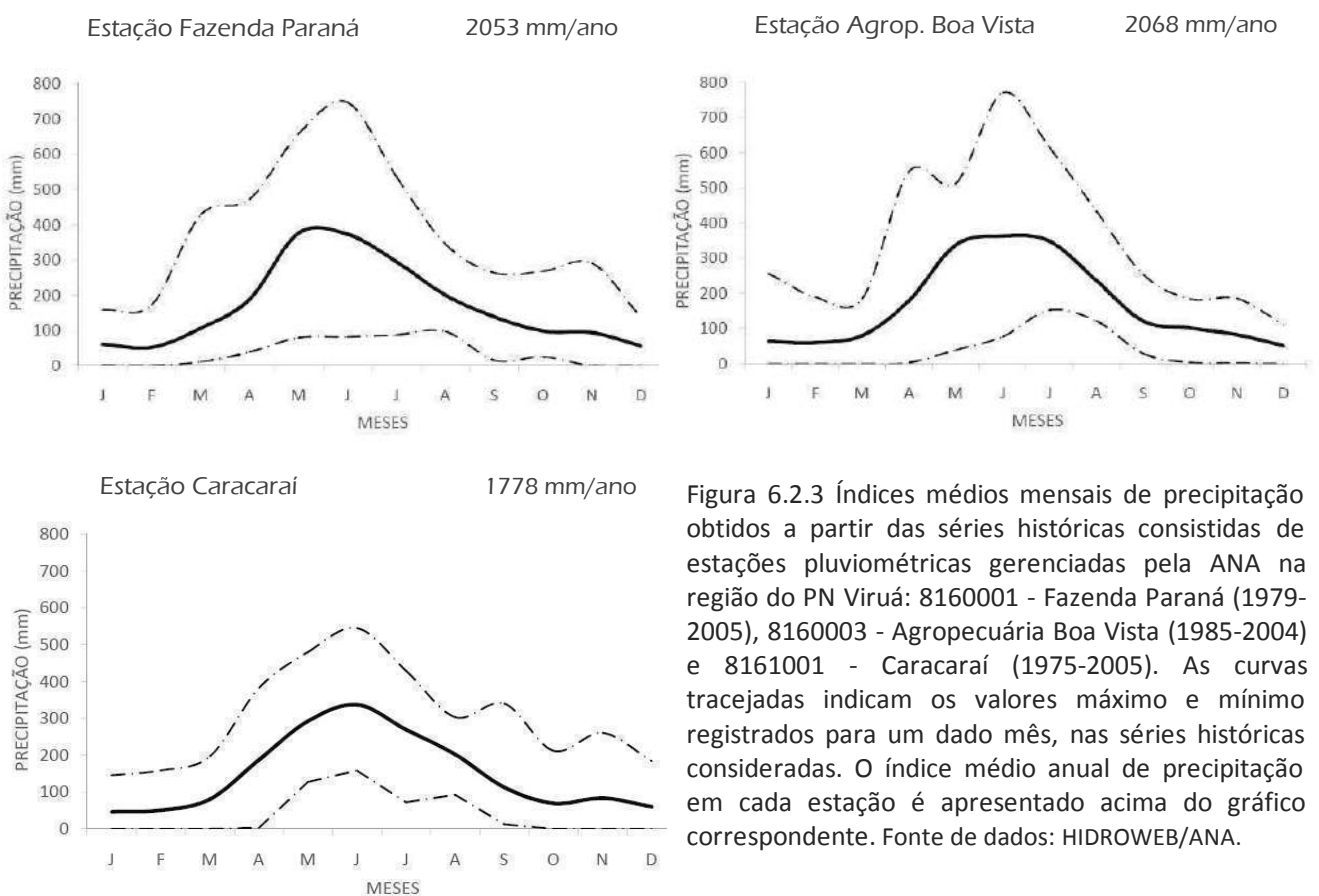 Estação Fazenda Paraná 2053 mm/ano
800
700
600
500
400
300
200
100
0
PRECIPITAÇÃO (mm)
J F M A M J J A S O N D
MESES
Estação Agrop. Boa Vista 2068 mm/ano
800
700
600
500
400
300
200
100
0
PRECIPITAÇÃO (mm)
J F M A M J J A S O N D
MESES
Estação Caracaraí 1778 mm/ano
800
700
600
500
400
300
200
100
0
PRECIPITAÇÃO (mm)
J F M A M J J A S O N D
MESES
Figura 6.2.3 Índices médios mensais de precipitação
obtidos a partir das séries históricas consistidas de
estações pluviométricas gerenciadas pela ANA na
região do PN Viruá: 8160001 - Fazenda Paraná (1979-
2005), 8160003 - Agropecuária Boa Vista (1985-2004)
e 8161001 - Caracaraí (1975-2005). As curvas
tracejadas indicam os valores máximo e mínimo
registrados para um dado mês, nas séries históricas
consideradas. O índice médio anual de precipitação
em cada estação é apresentado acima do gráfico
correspondente. Fonte de dados: HIDROWEB/ANA.